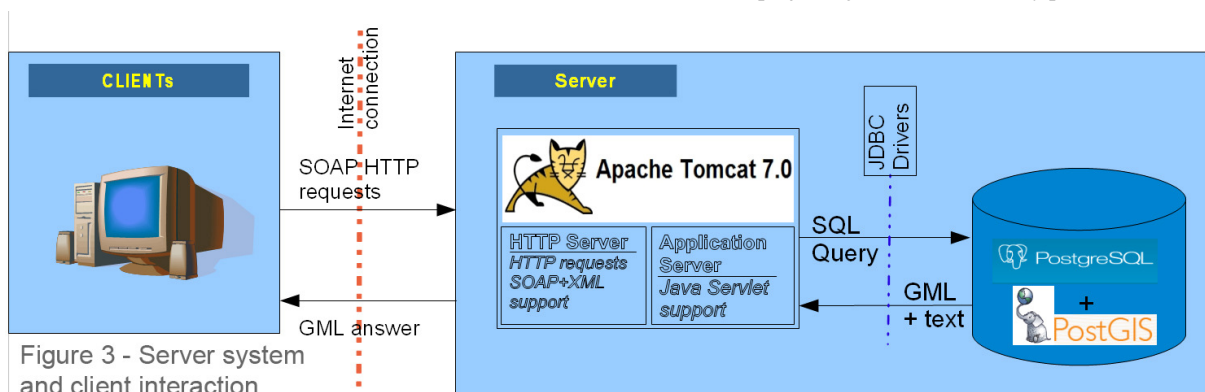 CLIENTs
Internet
connection
Server
SOAP HTTP
requests
GML answer
Apache Tomcat 7.0
HTTP Server
HTTP requests
SOAP+XML
support
Application
Server
Java Servlet
support
JDBC
Drivers
SQL
Query
GML
+ text
PostgreSQL
+
PostGIS
Figure 3 - Server system
and client interaction